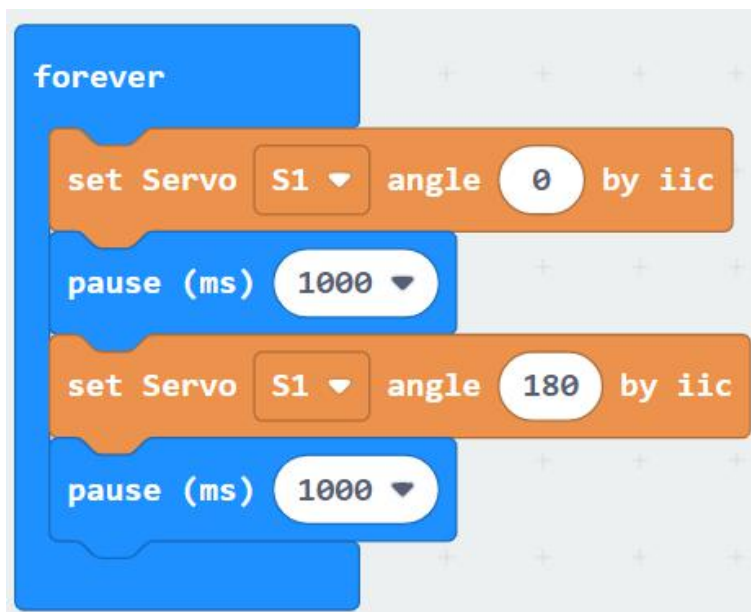 forever
set Servo S1 angle 0 by iic
pause (ms) 1000
set Servo S1 angle 180 by iic
pause (ms) 1000